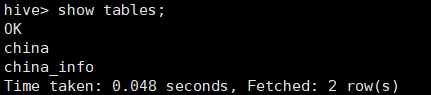 hive> show tables;
OK
china
china_info
Time taken: 0.048 seconds, Fetched: 2 row(s)